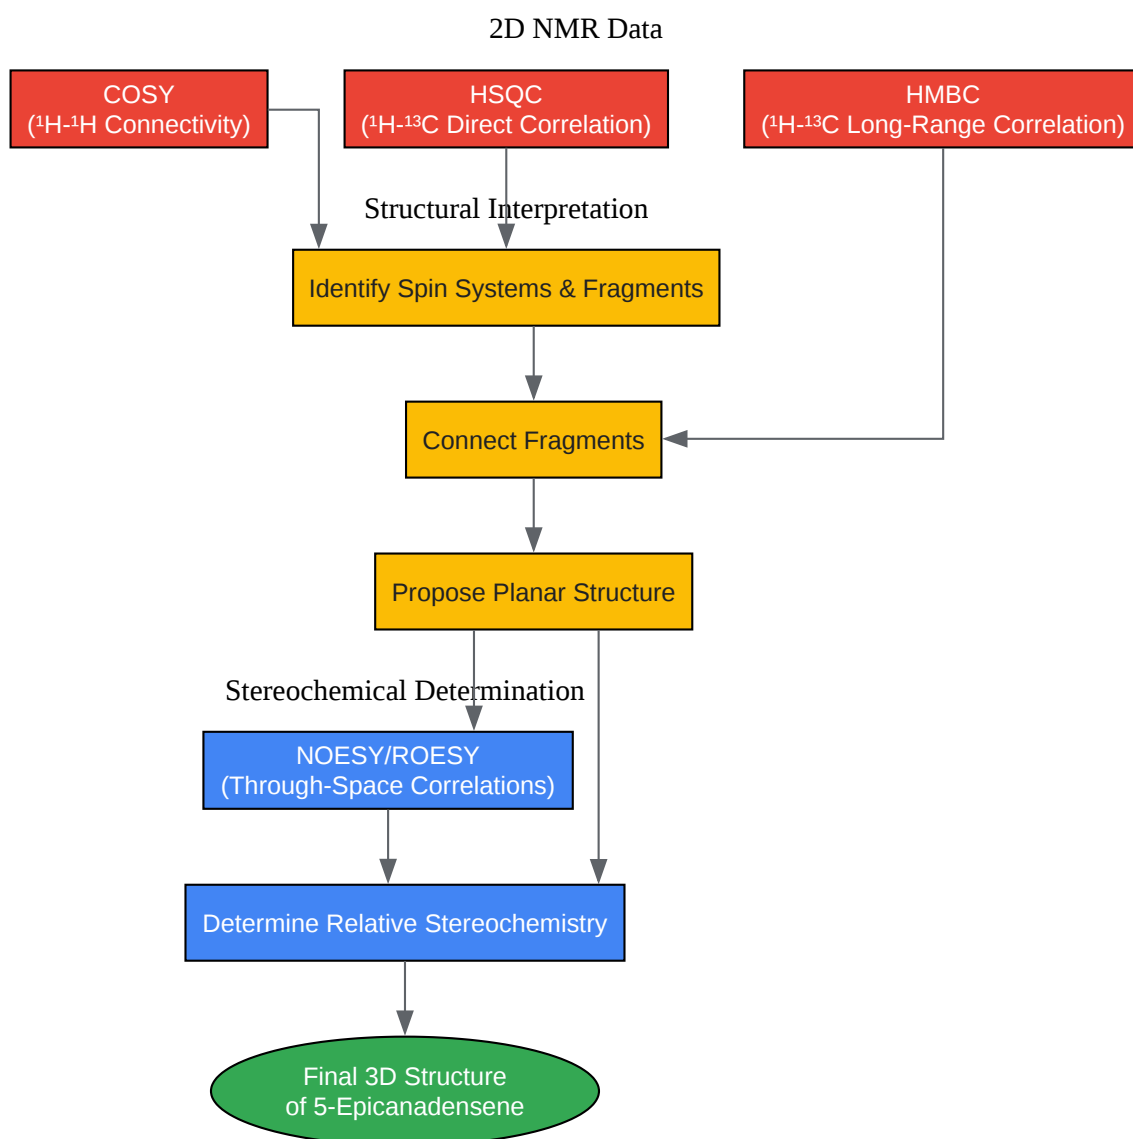 2D NMR Data
COSY
(¹H-¹H Connectivity)
HSQC
(¹H-¹³C Direct Correlation)
HMBC
(¹H-¹³C Long-Range Correlation)
Structural Interpretation
Identify Spin Systems & Fragments
Connect Fragments
Propose Planar Structure
Stereochemical Determination
NOESY/ROESY
(Through-Space Correlations)
Determine Relative Stereochemistry
Final 3D Structure
of 5-Epicanadensene